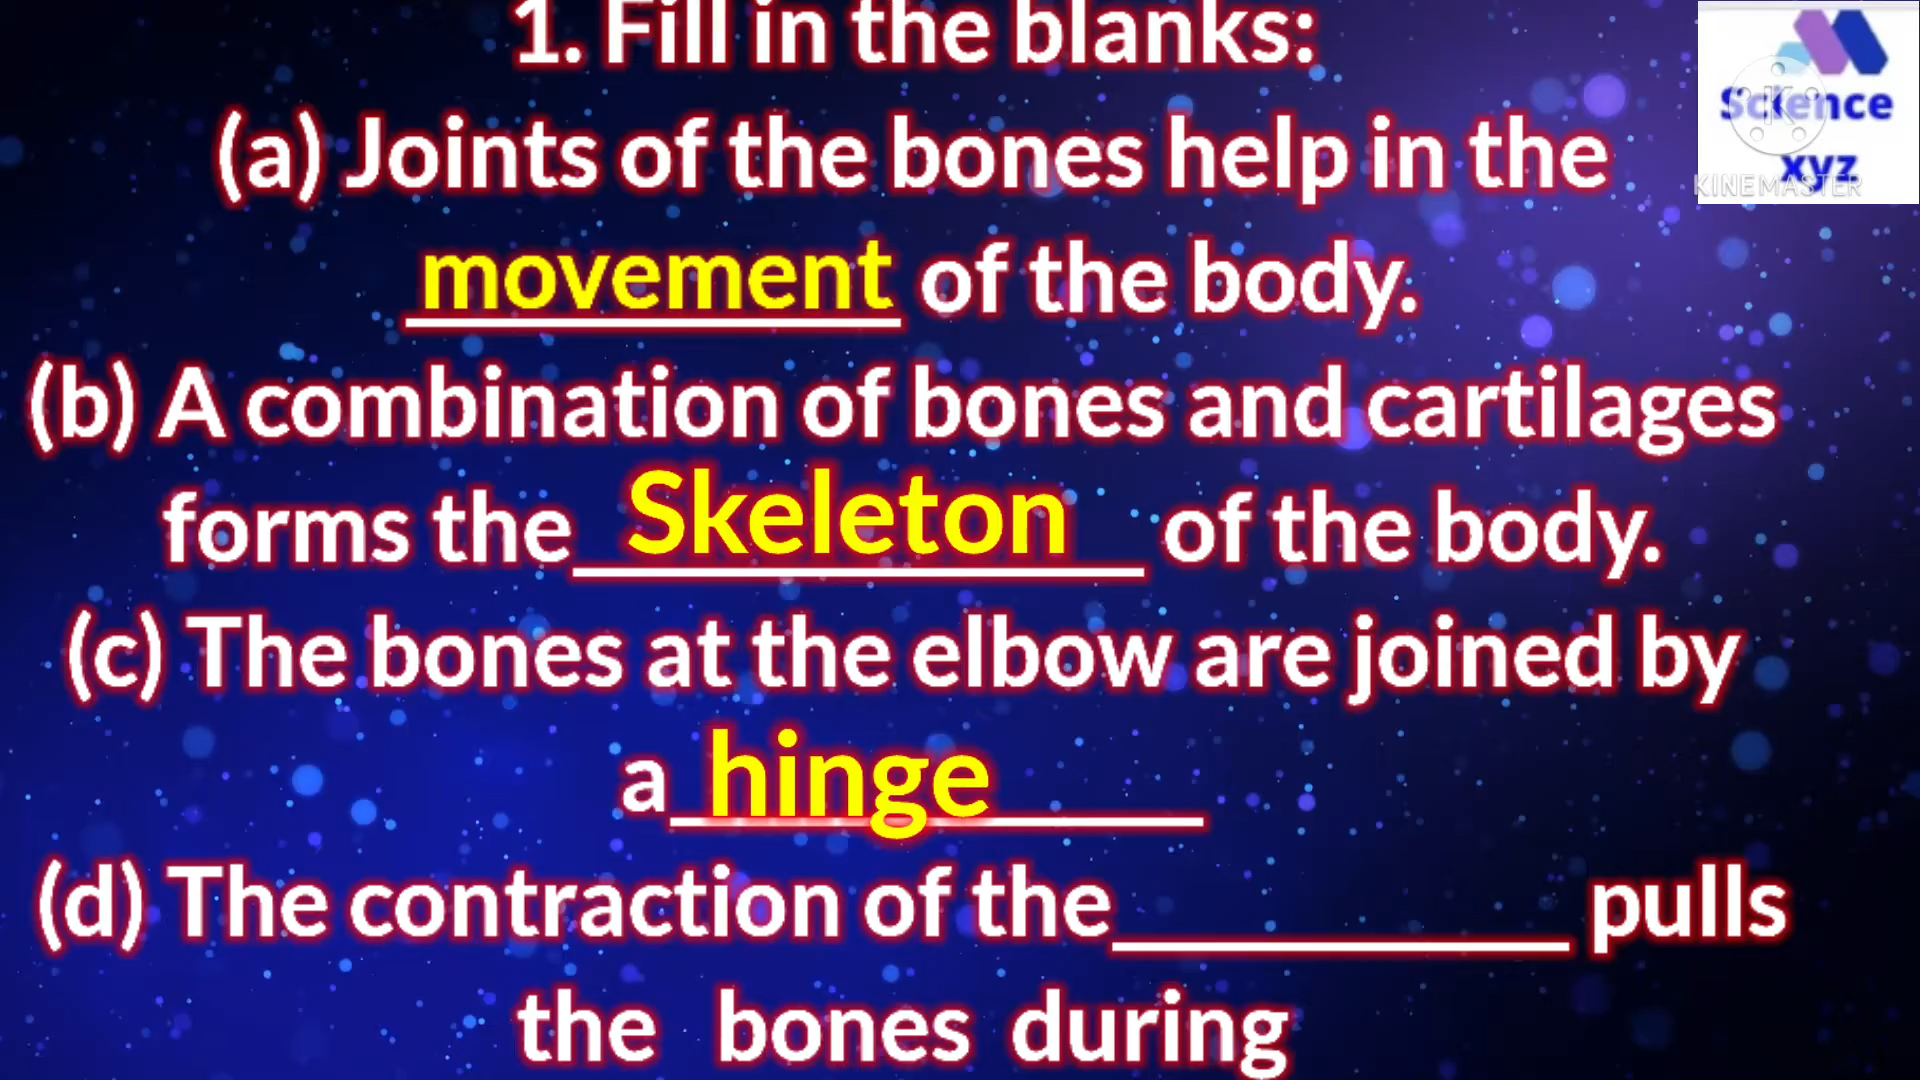 1. Fill in the blanks:
(a) Joints of the bones help in the
movement of the body.
(b) A combination of bones and cartilages
forms the Skeleton of the body.
(c) The bones at the elbow are joined by
a hinge
(d) The contraction of the__________ pulls
the bones during
Science
xyz
KINEMASTER